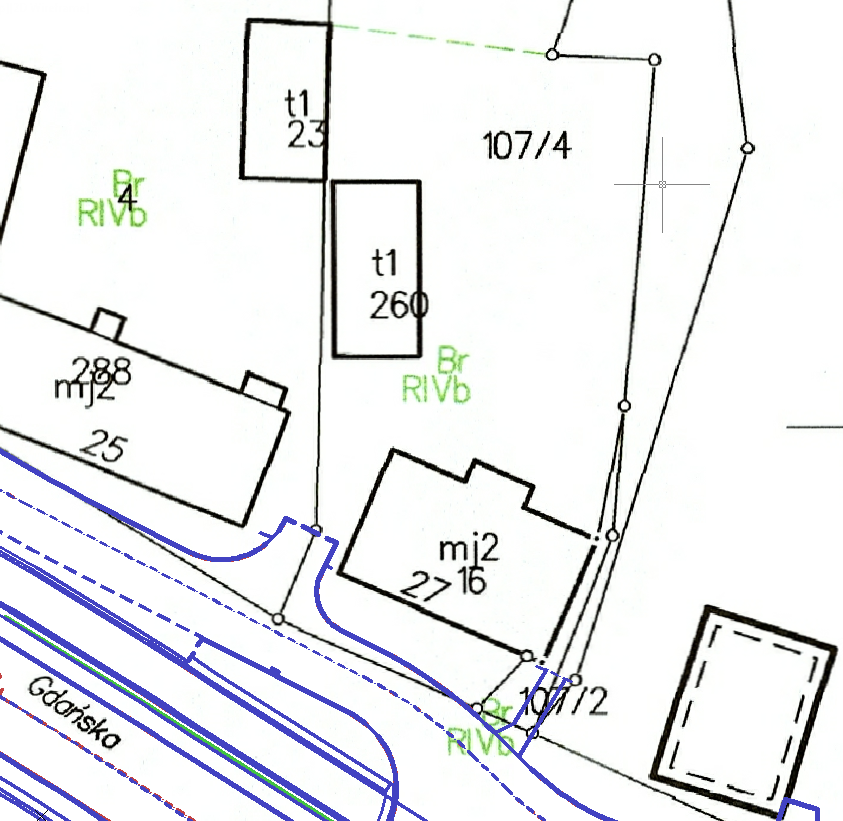 t1
23
107/4
Br
4
RIVb
t1
260
Br
RIVb
288
mj2
25
mj2
16
27
107/2
Br
RIVb
Gdańska